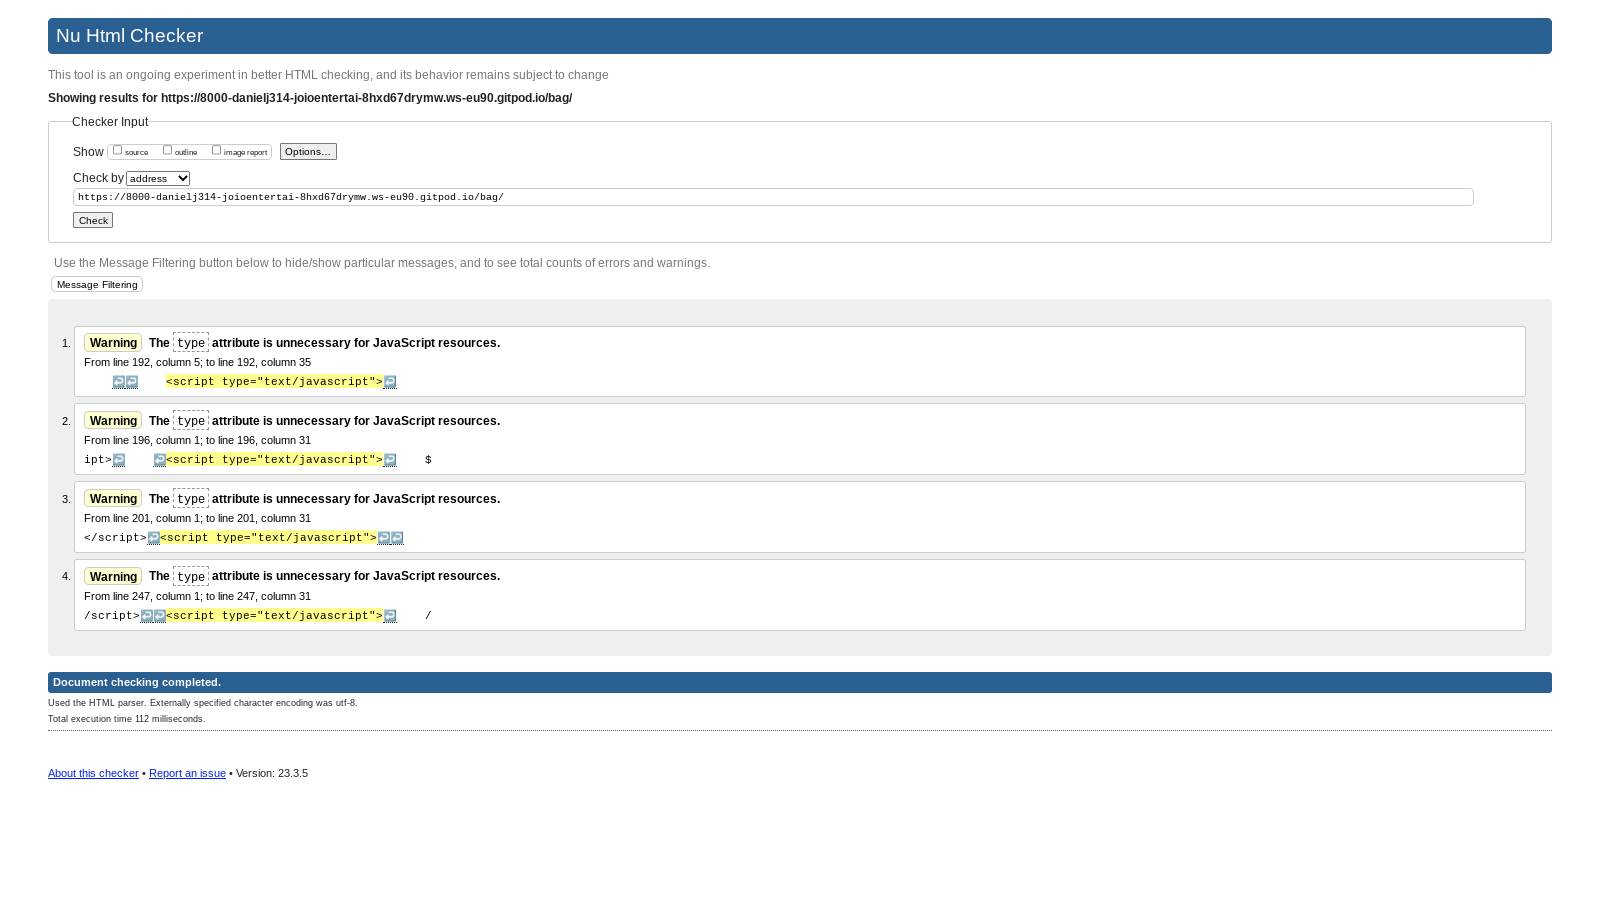 Nu Html Checker
This tool is an ongoing experiment in better HTML checking, and its behavior remains subject to change
Showing results for https://8000-danielj314-joioentertai-8hxd67drymw.ws-eu90.gitpod.io/bag/
Checker Input
Show source outline image report Options...
Check by address
https://8000-danielj314-joioentertai-8hxd67drymw.ws-eu90.gitpod.io/bag/
Check
Use the Message Filtering button below to hide/show particular messages, and to see total counts of errors and warnings.
Message Filtering
1. Warning The type attribute is unnecessary for JavaScript resources.
From line 192, column 5; to line 192, column 35
↩↩    <script type="text/javascript">↩
2. Warning The type attribute is unnecessary for JavaScript resources.
From line 196, column 1; to line 196, column 31
ipt>↩    ↩<script type="text/javascript">↩    $
3. Warning The type attribute is unnecessary for JavaScript resources.
From line 201, column 1; to line 201, column 31
</script>↩<script type="text/javascript">↩↩
4. Warning The type attribute is unnecessary for JavaScript resources.
From line 247, column 1; to line 247, column 31
/script>↩↩<script type="text/javascript">↩    /
Document checking completed.
Used the HTML parser. Externally specified character encoding was utf-8.
Total execution time 112 milliseconds.
About this checker • Report an issue • Version: 23.3.5